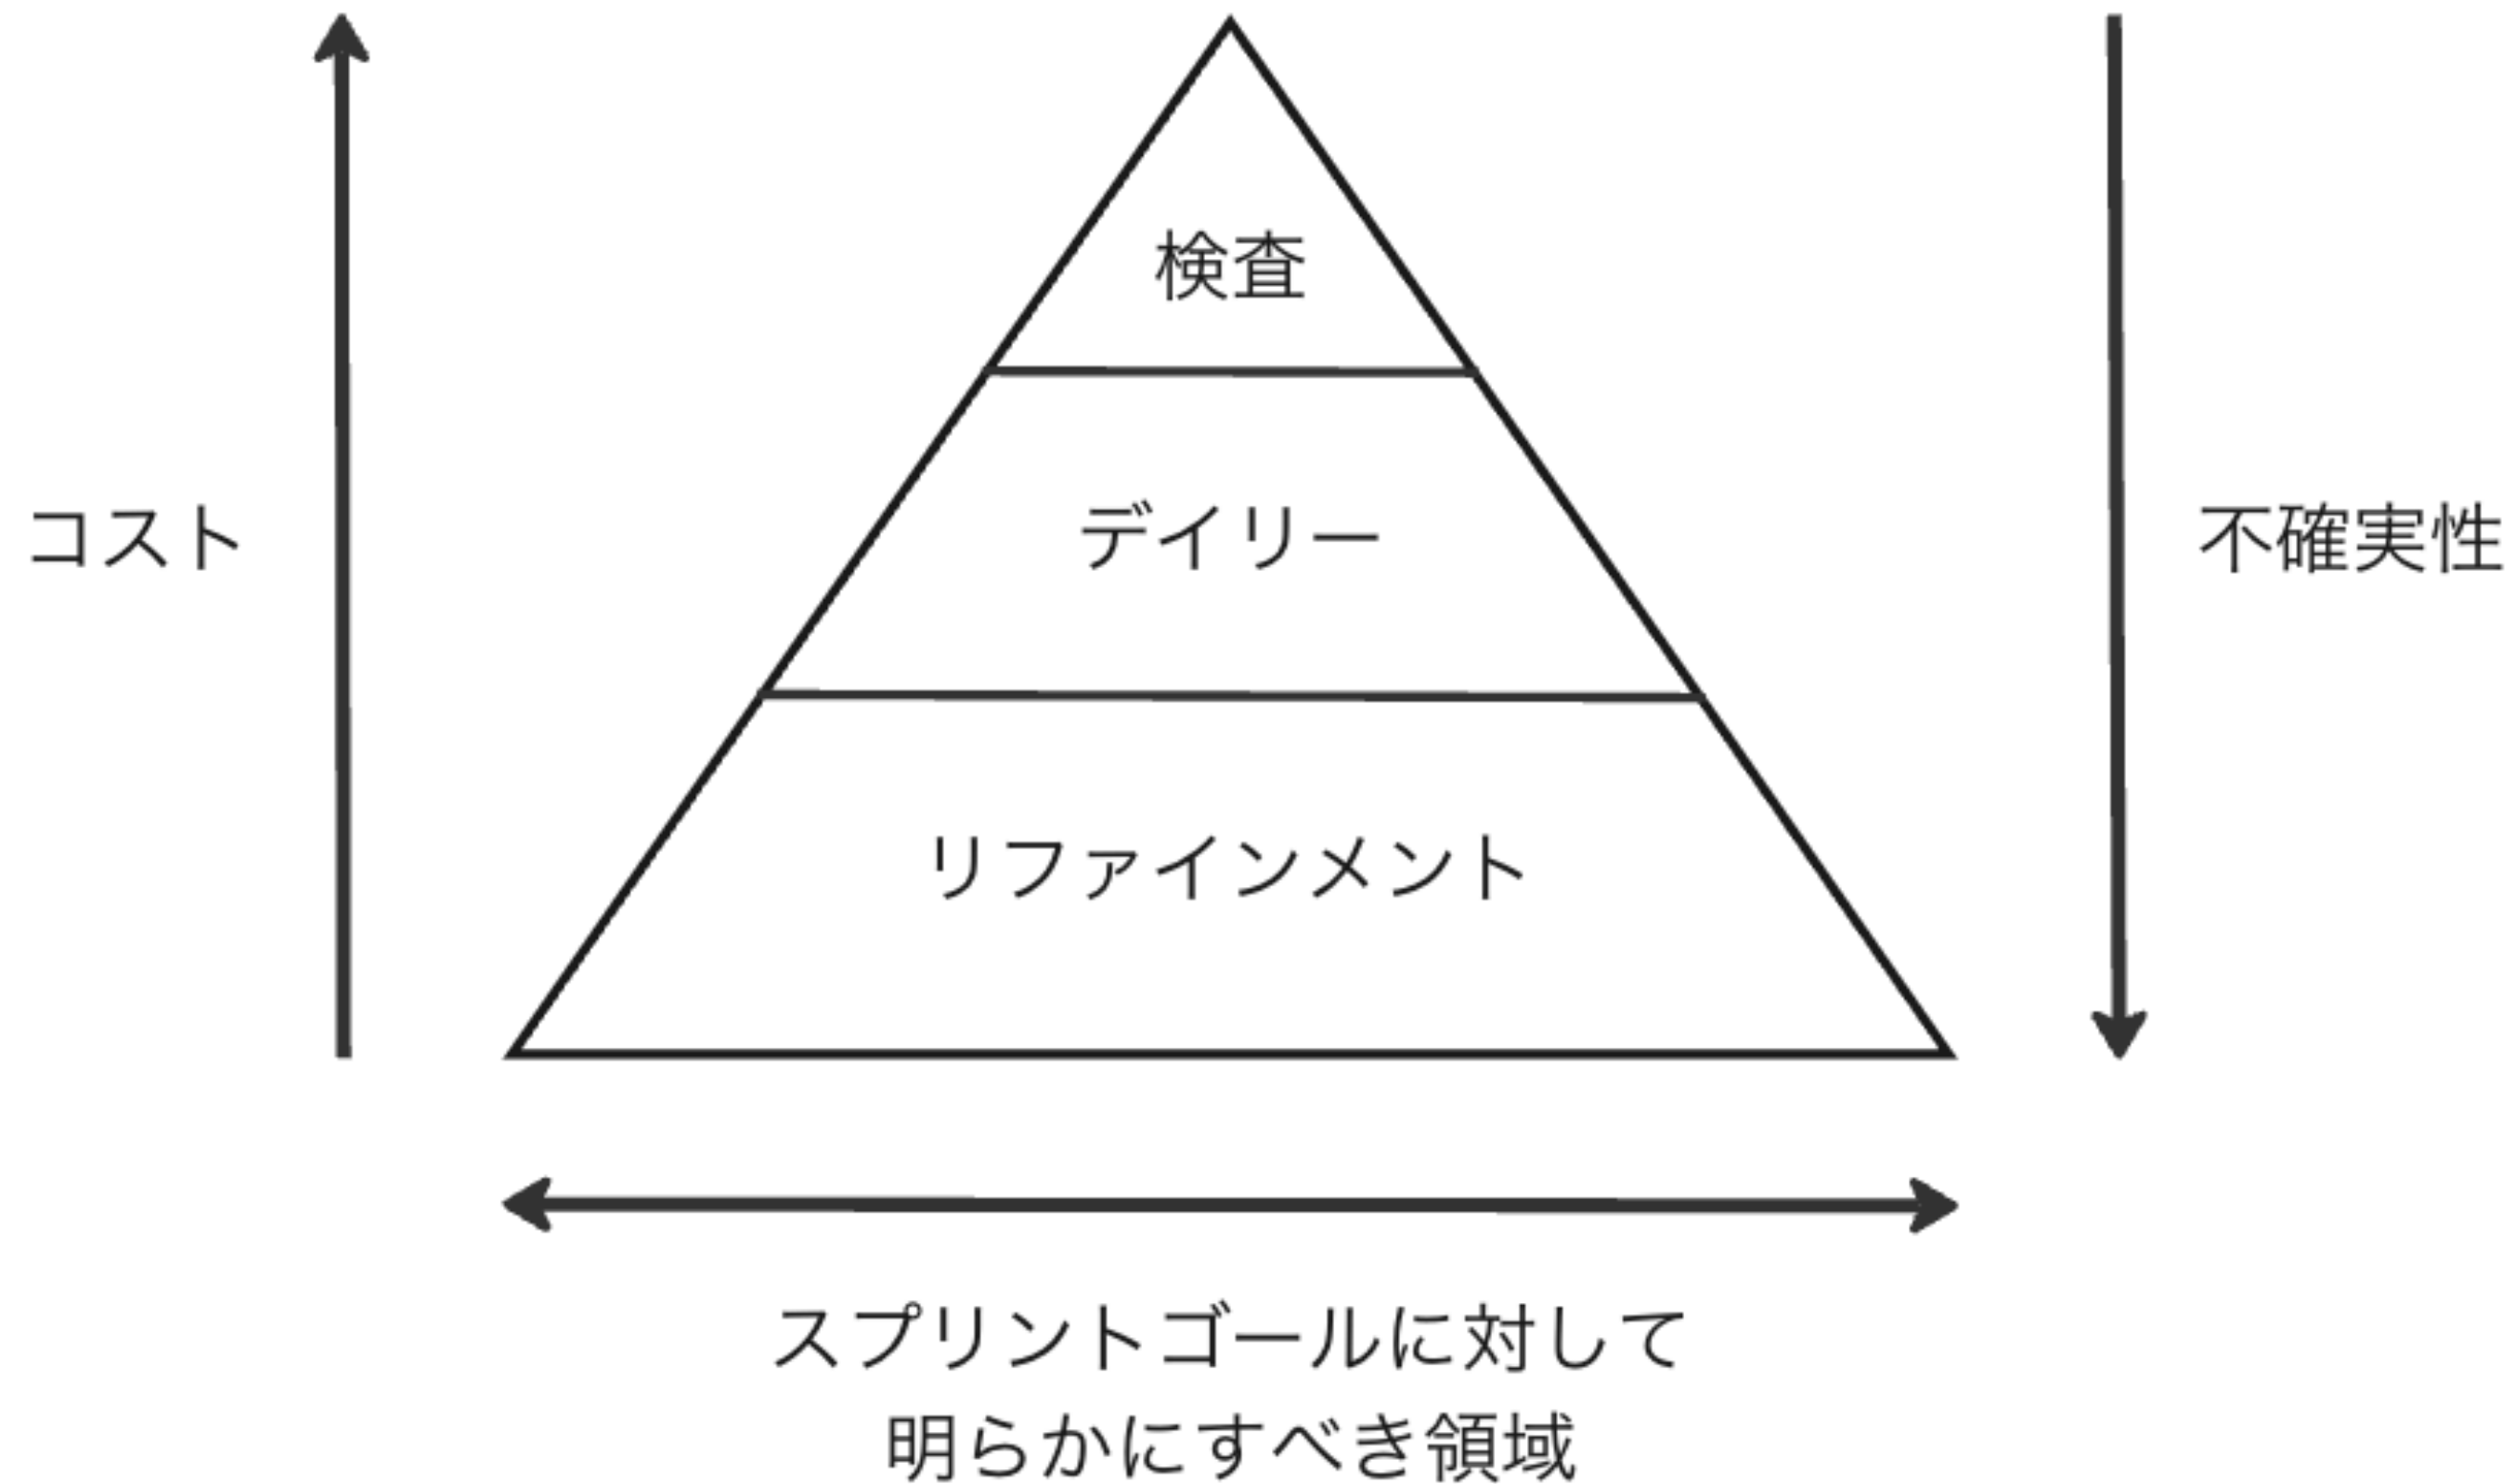 検査
コスト
デイリー
不確実性
リファインメント
スプリントゴールに対して
明らかにすべき領域